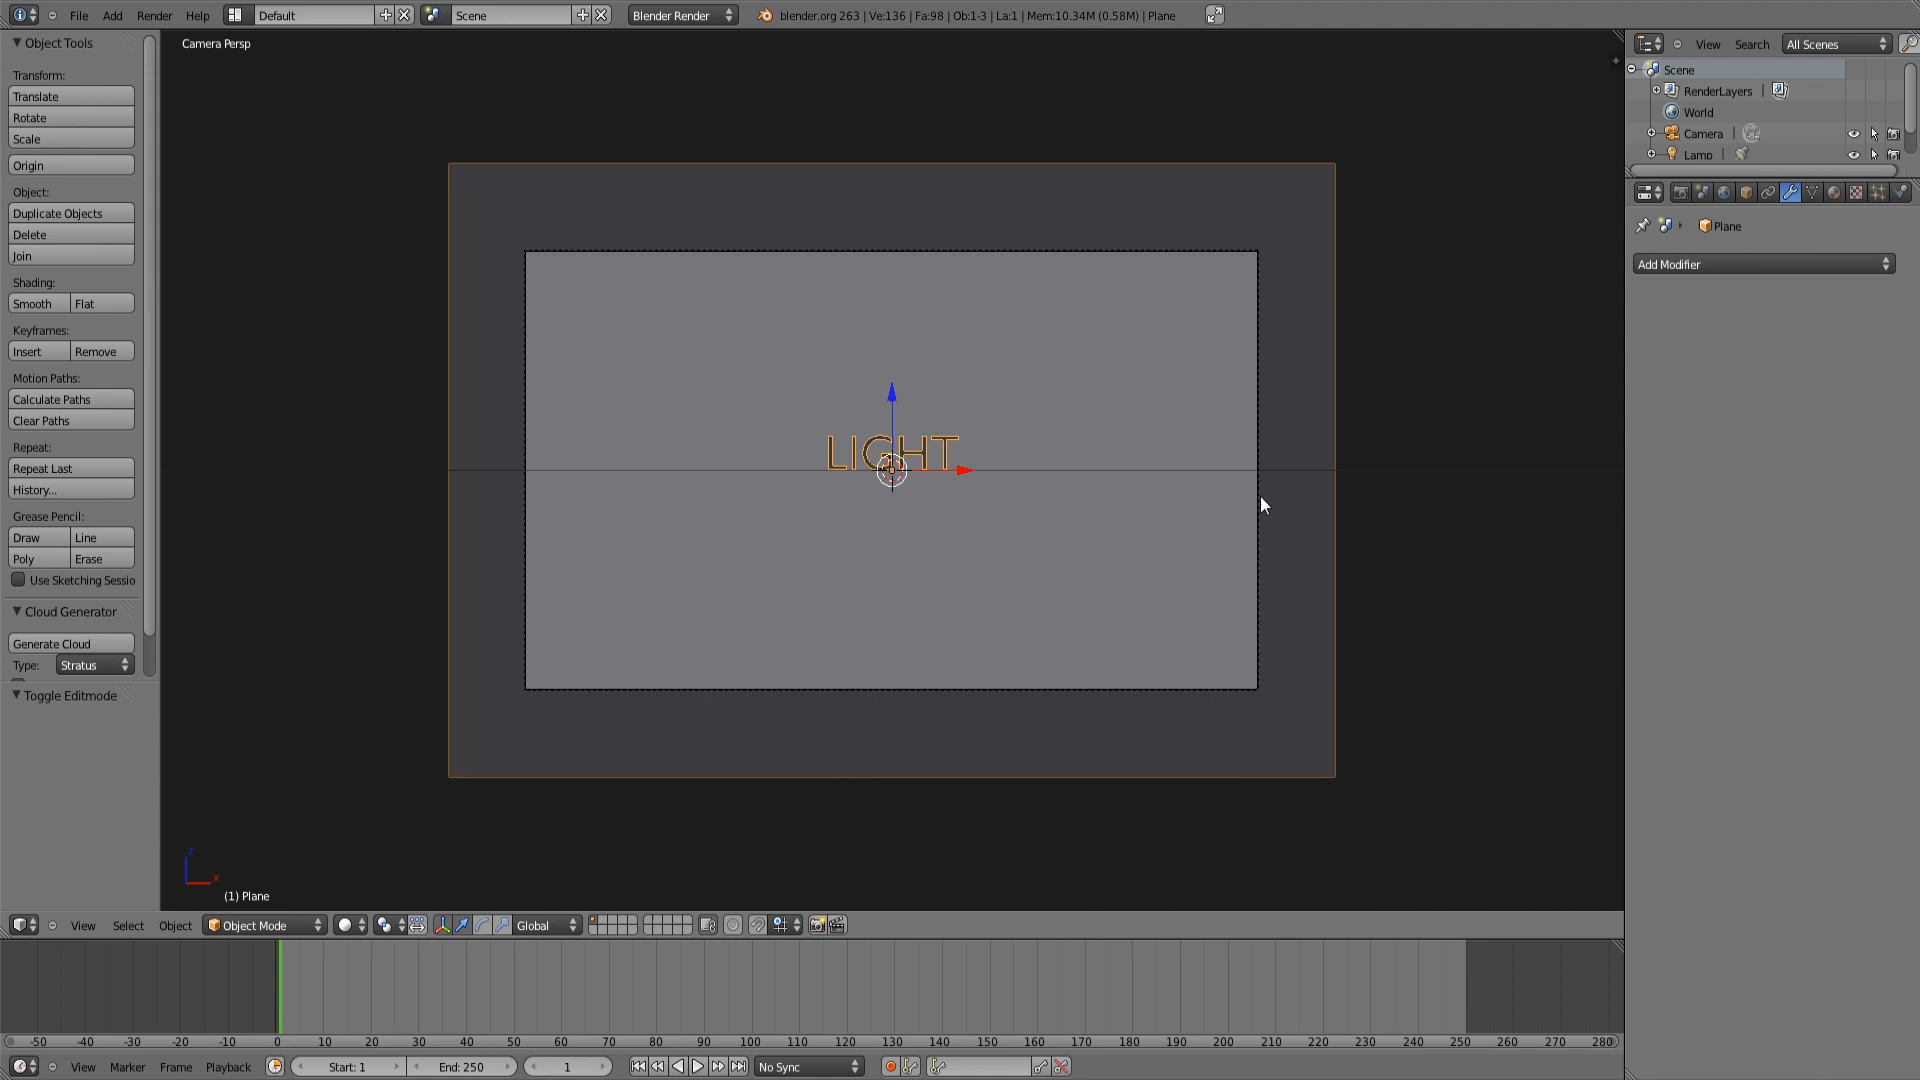 File Add Render Help Default Scene Blender Render blender.org 263 | Ve:136 | Fa:98 | Ob:1-3 | La:1 | Mem:10.34M (0.58M) | Plane
Object Tools
Transform:
Translate
Rotate
Scale
Origin
Object:
Duplicate Objects
Delete
Join
Shading:
Smooth Flat
Keyframes:
Insert Remove
Motion Paths:
Calculate Paths
Clear Paths
Repeat:
Repeat Last
History...
Grease Pencil:
Draw Line
Poly Erase
Use Sketching Sessio
Cloud Generator
Generate Cloud
Type: Stratus
Toggle Editmode
Camera Persp
LIGHT
z
x
(1) Plane
View Search All Scenes
Scene
RenderLayers |
World
Camera |
Lamp |
Plane
Add Modifier
View Select Object Object Mode Global
-50 -40 -30 -20 -10 0 10 20 30 40 50 60 70 80 90 100 110 120 130 140 150 160 170 180 190 200 210 220 230 240 250 260 270 280
View Marker Frame Playback Start: 1 End: 250 1 No Sync